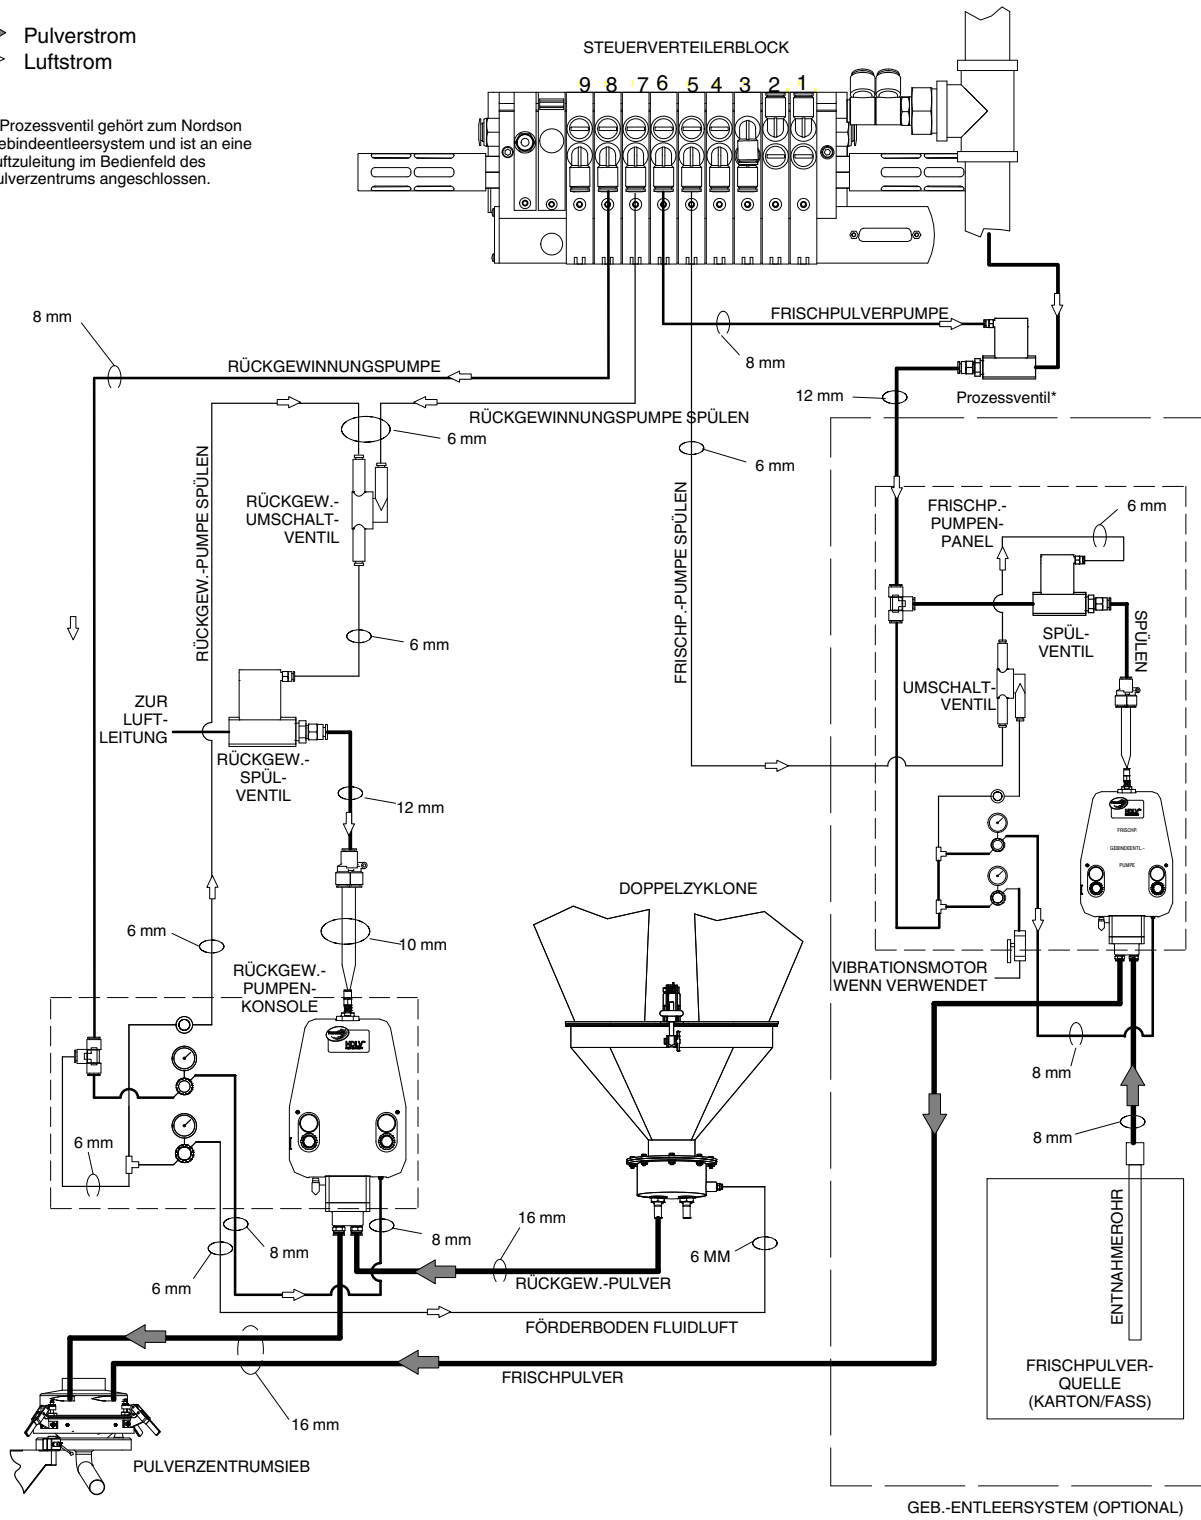 Pulverstrom
Luftstrom
Prozessventil gehört zum Nordson
ebindeentleersystem und ist an eine
uftzuleitung im Bedienfeld des
ulverzentrums angeschlossen.
STEUERVERTEILERBLOCK
9 8 7 6 5 4 3 2 1
8 mm
FRISCHPULVERPUMPE
8 mm
RÜCKGEWINNUNGSPUMPE
12 mm
Prozessventil*
RÜCKGEWINNUNGSPUMPE SPÜLEN
6 mm
6 mm
RÜCKGEW.-PUMPE SPÜLEN
RÜCKGEW.-
UMSCHALT-
VENTIL
FRISCHP.-PUMPE SPÜLEN
FRISCHP.-
PUMPEN-
PANEL
6 mm
6 mm
SPÜL-
VENTIL
SPÜLEN
UMSCHALT-
VENTIL
ZUR
LUFT-
LEITUNG
RÜCKGEW.-
SPÜL-
VENTIL
12 mm
FRISCHP.
GEBINDEENTL.-
PUMPE
DOPPELZYKLONE
6 mm
10 mm
RÜCKGEW.-
PUMPEN-
KONSOLE
VIBRATIONSMOTOR
WENN VERWENDET
8 mm
6 mm
8 mm
ENTNAHMEROHR
16 mm
8 mm
8 mm
6 MM
6 mm
RÜCKGEW.-PULVER
FÖRDERBODEN FLUIDLUFT
FRISCHPULVER
FRISCHPULVER-
QUELLE
(KARTON/FASS)
16 mm
PULVERZENTRUMSIEB
GEB.-ENTLEERSYSTEM (OPTIONAL)